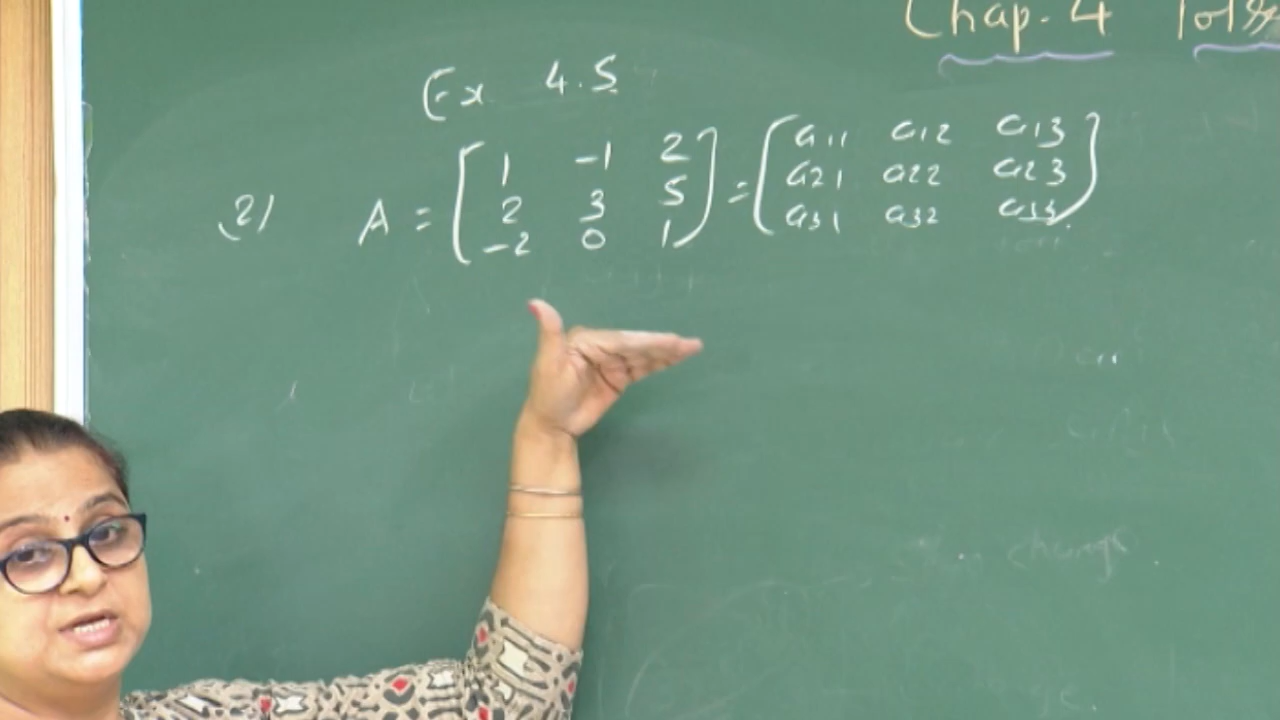 Chap. 4
Ex 4.5
2) A = [ 1 -1 2 ] = [ a11 a12 a13 ]
2 3 5 a21 a22 a23
-2 0 1 a31 a32 a33
change